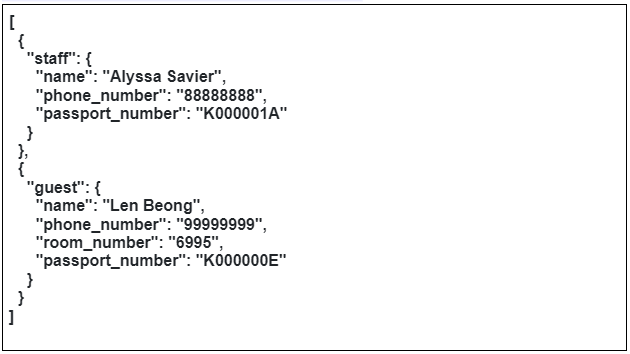 [
  {
    "staff": {
      "name": "Alyssa Savier",
      "phone_number": "88888888",
      "passport_number": "K000001A"
    }
  },
  {
    "guest": {
      "name": "Len Beong",
      "phone_number": "99999999",
      "room_number": "6995",
      "passport_number": "K000000E"
    }
  }
]